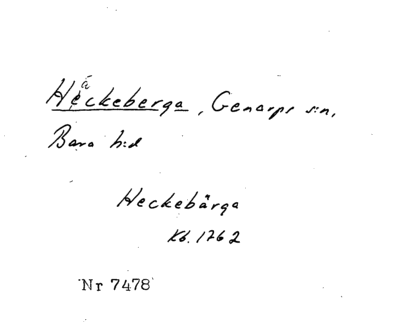 Häckeberga, Genarps s:n,
Bara h:d
Heckebärga
Kb. 1762
Nr 7478